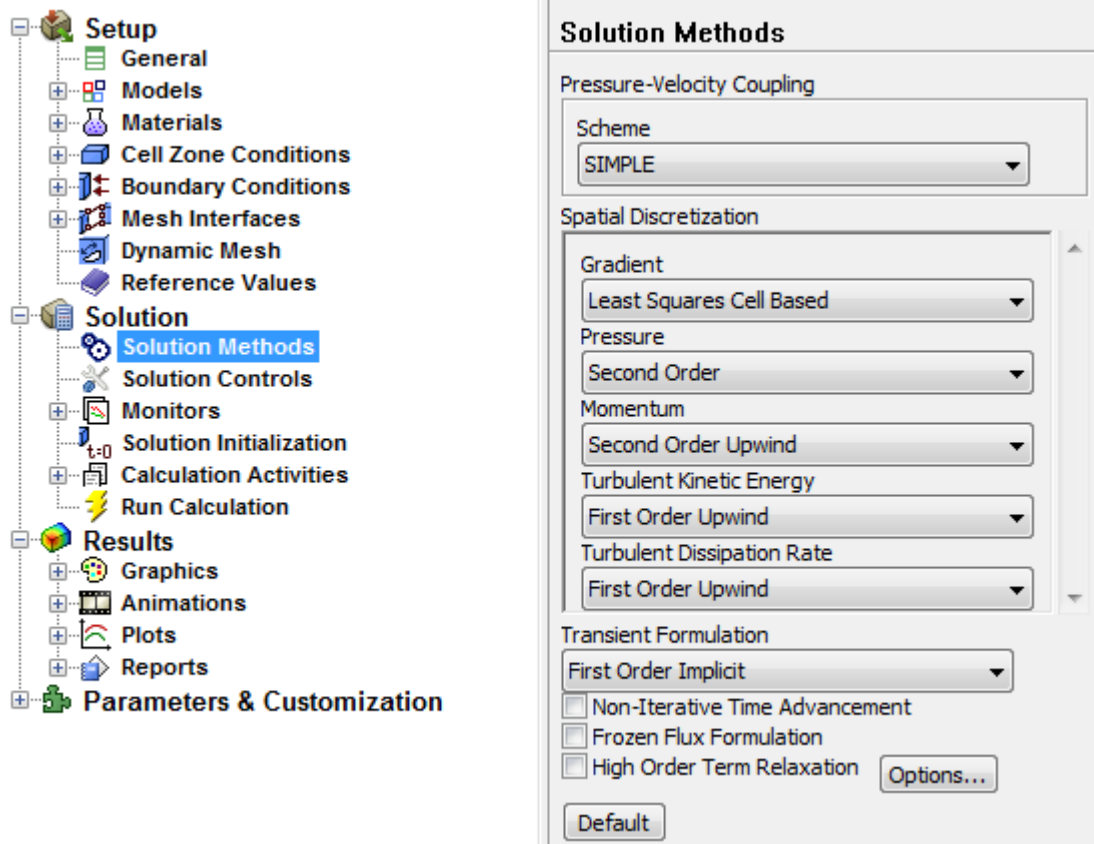 Setup
General
Models
Materials
Cell Zone Conditions
Boundary Conditions
Mesh Interfaces
Dynamic Mesh
Reference Values
Solution
Solution Methods
Solution Controls
Monitors
t=0 Solution Initialization
Calculation Activities
Run Calculation
Results
Graphics
Animations
Plots
Reports
Parameters & Customization
Solution Methods
Pressure-Velocity Coupling
Scheme
SIMPLE
Spatial Discretization
Gradient
Least Squares Cell Based
Pressure
Second Order
Momentum
Second Order Upwind
Turbulent Kinetic Energy
First Order Upwind
Turbulent Dissipation Rate
First Order Upwind
Transient Formulation
First Order Implicit
Non-Iterative Time Advancement
Frozen Flux Formulation
High Order Term Relaxation Options...
Default